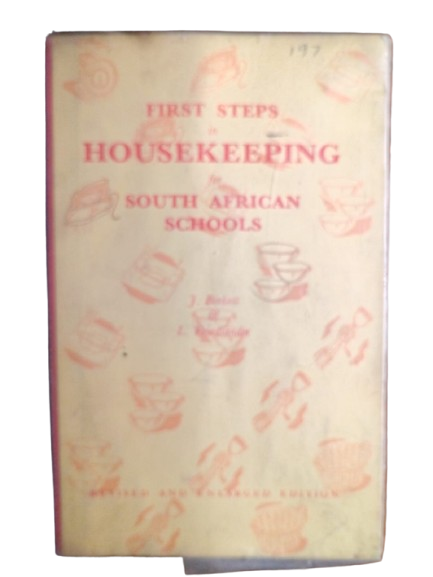 197
FIRST STEPS
in
HOUSEKEEPING
for
SOUTH AFRICAN
SCHOOLS
J.
&
L.
REVISED AND ENLARGED EDITION